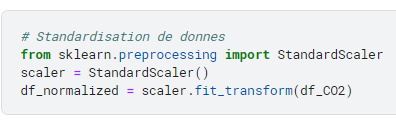 # Standardisation de donnes
from sklearn.preprocessing import StandardScaler
scaler = StandardScaler()
df_normalized = scaler.fit_transform(df_CO2)